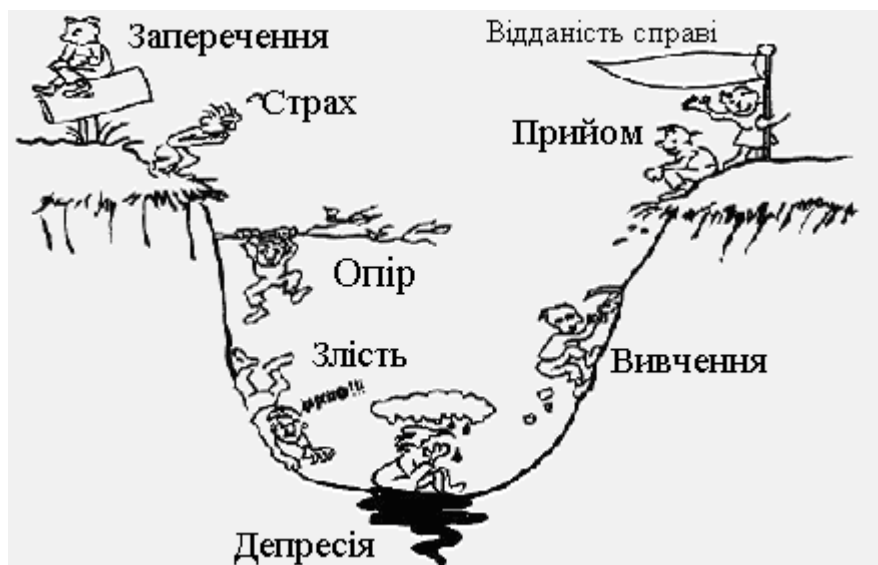 Заперечення
Страх
Опір
Злість
Депресія
Вивчення
Прийом
Відданість справі